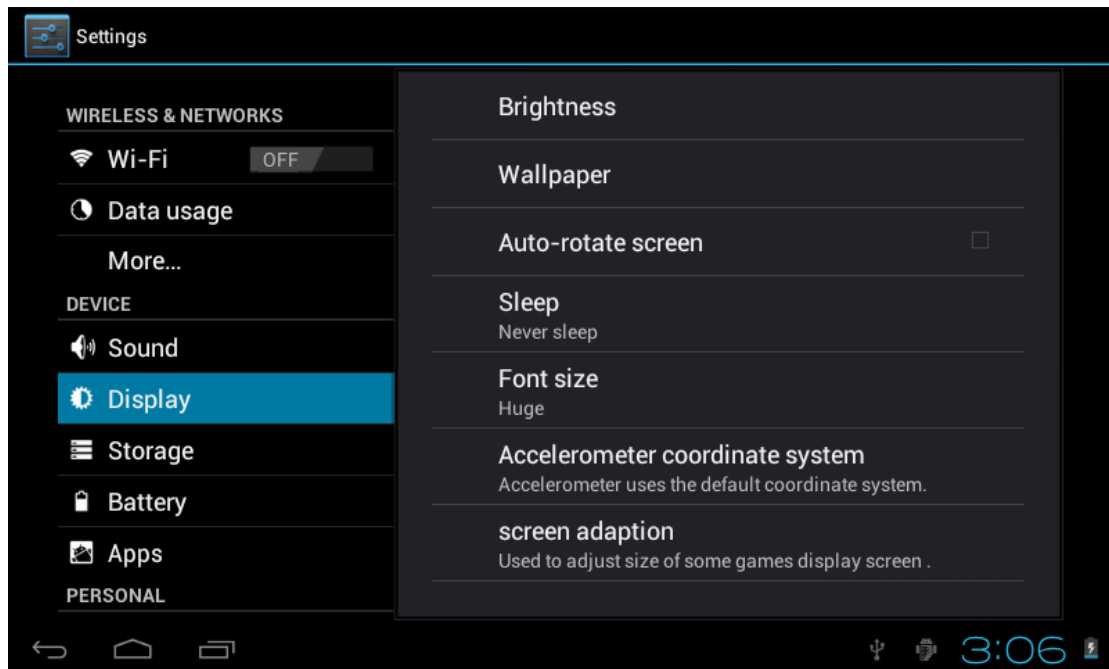 Settings
WIRELESS & NETWORKS
Wi-Fi
OFF
Data usage
More...
DEVICE
Sound
Display
Storage
Battery
Apps
PERSONAL
Brightness
Wallpaper
Auto-rotate screen
Sleep
Never sleep
Font size
Huge
Accelerometer coordinate system
Accelerometer uses the default coordinate system.
screen adaption
Used to adjust size of some games display screen .
3:06